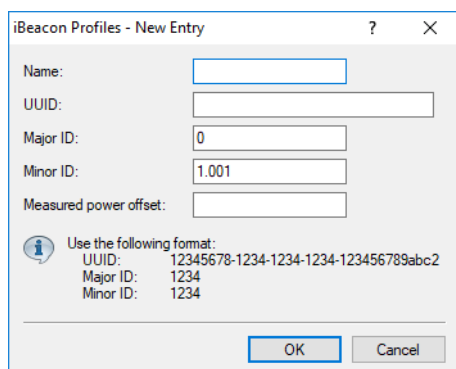 iBeacon Profiles - New Entry ? X
Name:
UUID:
Major ID: 0
Minor ID: 1.001
Measured power offset:
Use the following format:
UUID: 12345678-1234-1234-1234-123456789abc2
Major ID: 1234
Minor ID: 1234
OK Cancel